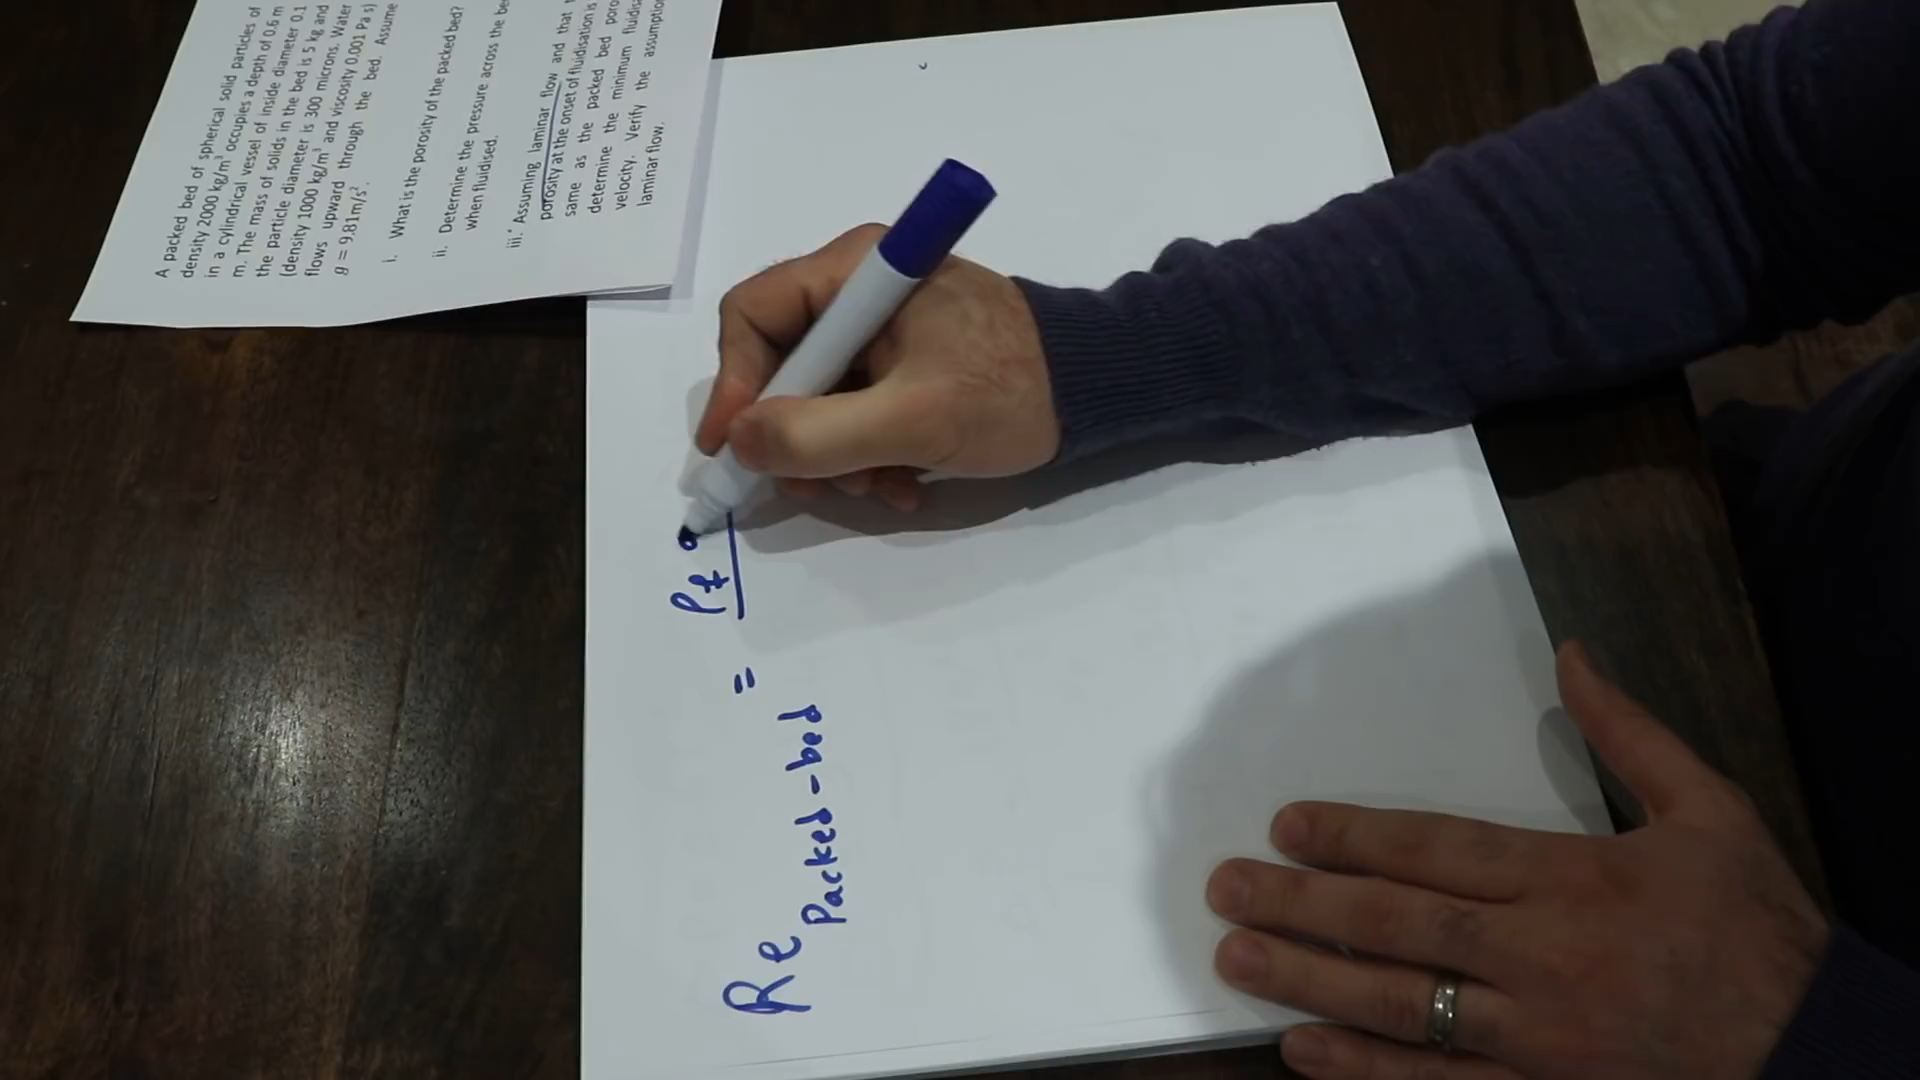 A packed bed of spherical solid particles of
density 2000 kg/m³ occupies a depth of 0.6 m
in a cylindrical vessel of inside diameter 0.1
m. The mass of solids in the bed is 5 kg and
the particle diameter is 300 microns. Water
(density 1000 kg/m³ and viscosity 0.001 Pa s)
flows upward through the bed. Assume
g = 9.81m/s².
i. What is the porosity of the packed bed?
ii. Determine the pressure across the
when fluidised.
iii. Assuming laminar flow and that
porosity at the onset of fluidisation is
same as the packed bed
determine the minimum
velocity. Verify the assumption
laminar flow.
Re Packed-bed = ρf